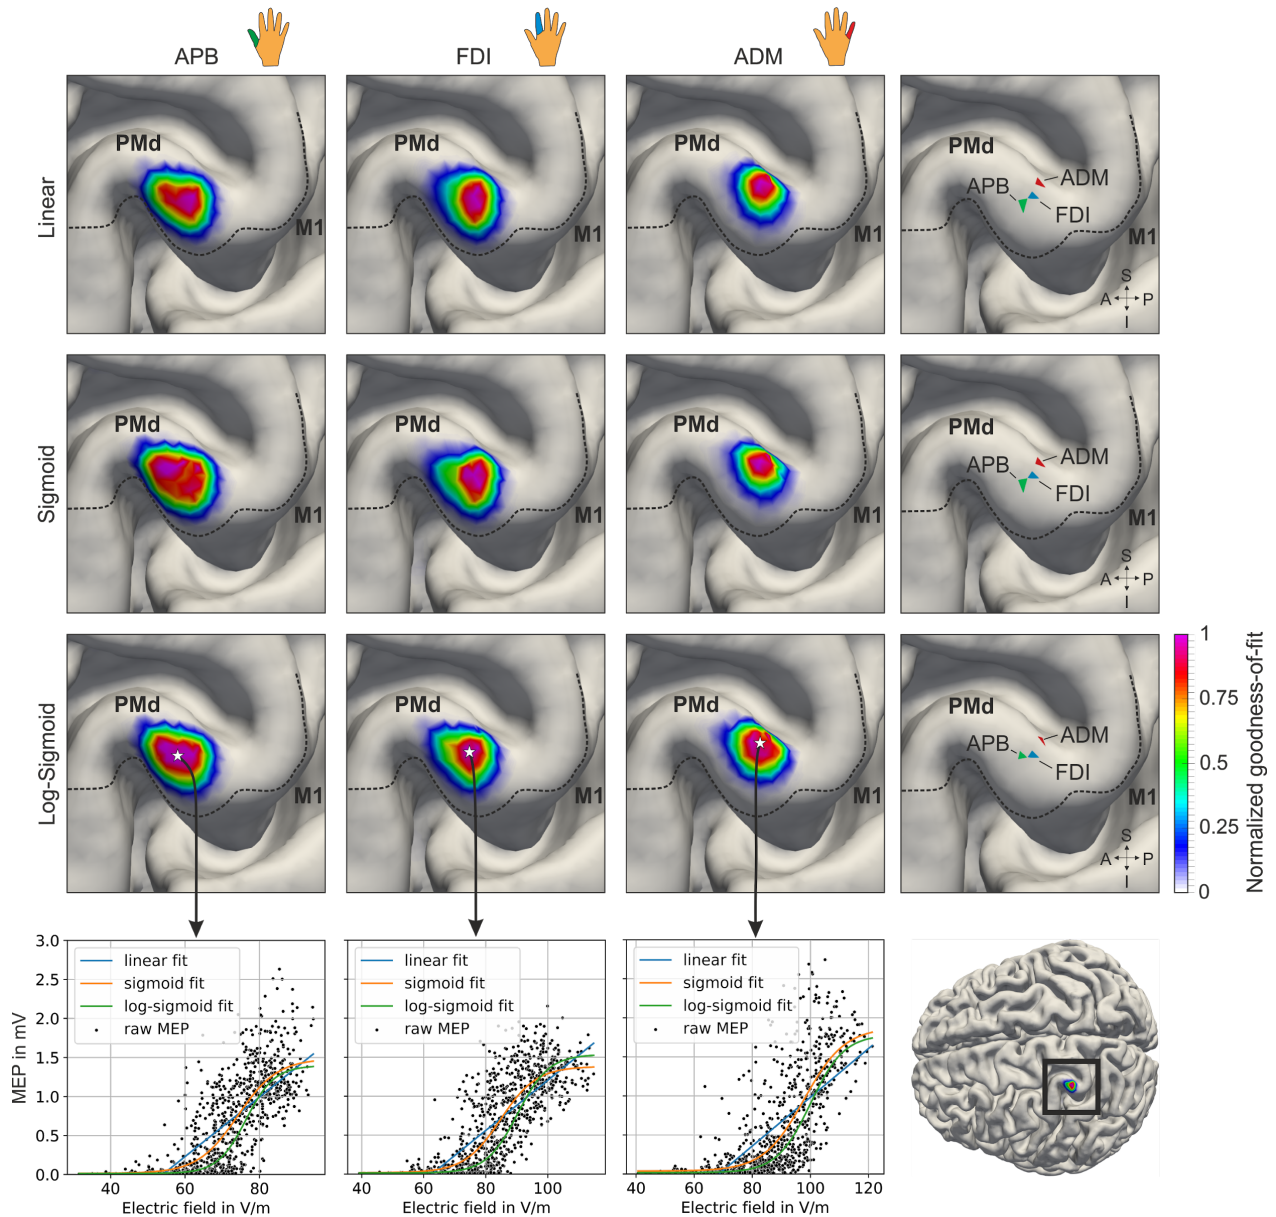 APB
FDI
ADM
Linear
PMd
M1
PMd
M1
PMd
M1
PMd
APB
ADM
FDI
M1
S
A P
I
Sigmoid
PMd
M1
PMd
M1
PMd
M1
PMd
APB
ADM
FDI
M1
S
A P
I
Log-Sigmoid
PMd
M1
PMd
M1
PMd
M1
PMd
APB
ADM
FDI
M1
S
A P
I
1
0.75
0.5
0.25
0
Normalized goodness-of-fit
MEP in mV
3.0
2.5
2.0
1.5
1.0
0.5
0.0
linear fit
sigmoid fit
log-sigmoid fit
raw MEP
40 60 80
Electric field in V/m
linear fit
sigmoid fit
log-sigmoid fit
raw MEP
40 60 80 100
Electric field in V/m
linear fit
sigmoid fit
log-sigmoid fit
raw MEP
40 60 80 100 120
Electric field in V/m